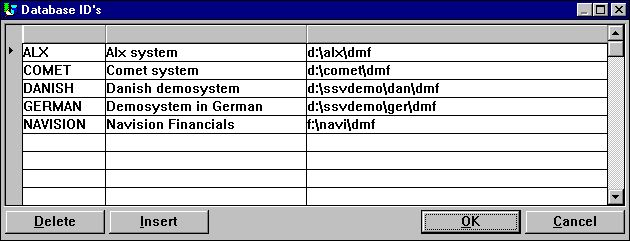 Database ID's
ALX Alx system d:\alx\dmf
COMET Comet system d:\comet\dmf
DANISH Danish demosystem d:\ssvdemo\dan\dmf
GERMAN Demosystem in German d:\ssvdemo\ger\dmf
NAVISION Navision Financials f:\navi\dmf
Delete Insert OK Cancel